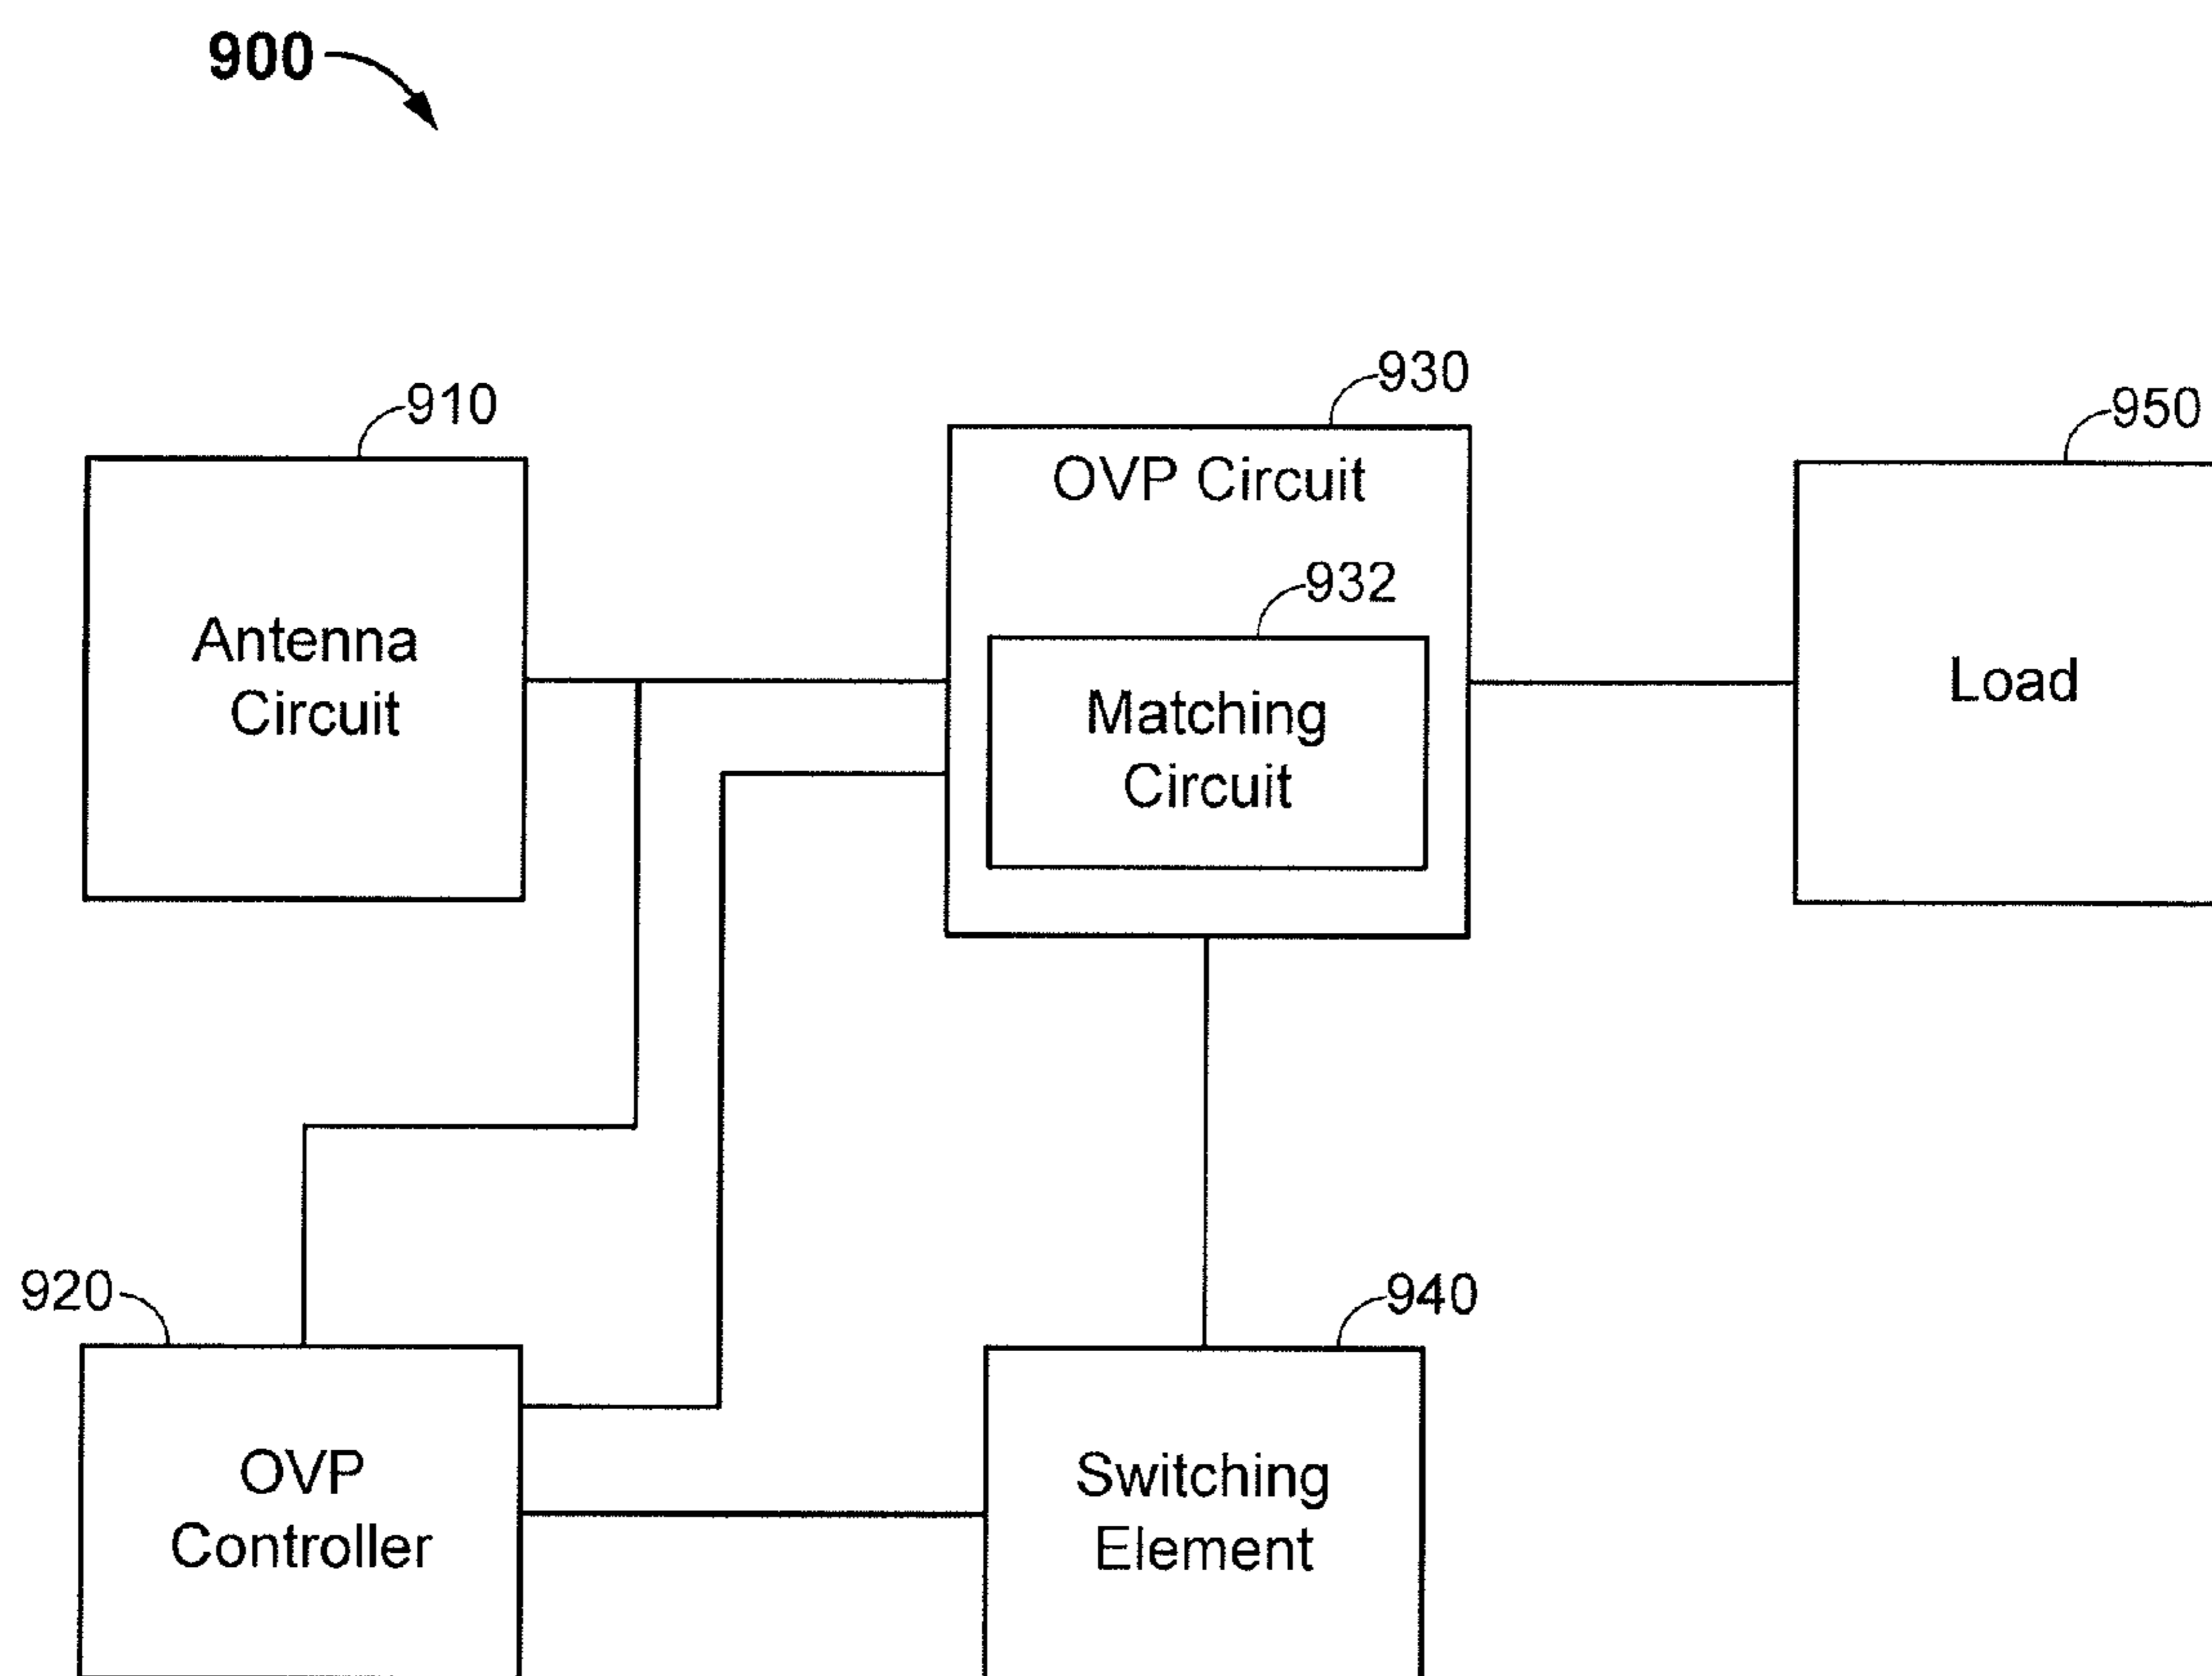 900
910
930
950
OVP Circuit
932
Antenna
Circuit
Matching
Circuit
Load
920
940
OVP
Controller
Switching
Element